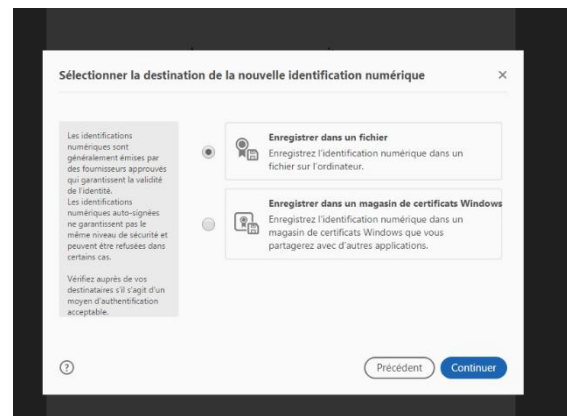 Sélectionner la destination de la nouvelle identification numérique
Les identifications
numériques sont
généralement émises par
des fournisseurs approuvés
qui garantissent la validité
de l'identité.
Les identifications
numériques auto-signées
ne garantissent pas le
même niveau de sécurité et
peuvent être refusées dans
certains cas.
Vérifiez auprès de vos
destinataires s'il s'agit d'un
moyen d'authentification
acceptable.
Enregistrer dans un fichier
Enregistrez l'identification numérique dans un
fichier sur l'ordinateur.
Enregistrer dans un magasin de certificats Windows
Enregistrez l'identification numérique dans un
magasin de certificats Windows que vous
partagerez avec d'autres applications.
?
Précédent
Continuer